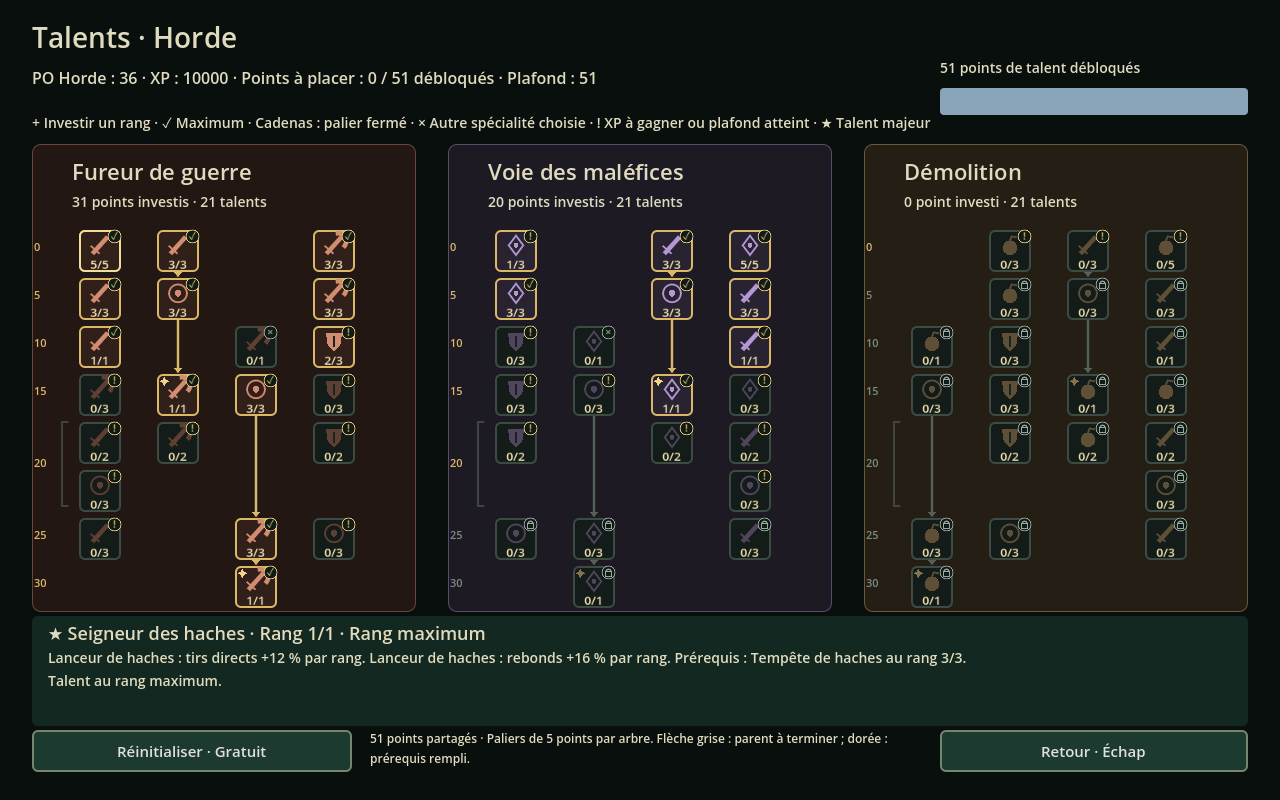 Talents · Horde
PO Horde : 36 · XP : 10000 · Points à placer : 0 / 51 débloqués · Plafond : 51
51 points de talent débloqués
+ Investir un rang · ✓ Maximum · Cadenas : palier fermé · × Autre spécialité choisie · ! XP à gagner ou plafond atteint · ★ Talent majeur
Fureur de guerre
31 points investis · 21 talents
0
5/5 3/3 3/3
5
3/3 3/3 3/3
10
1/1 0/1 2/3
15
0/3 1/1 3/3 0/3
0/2 0/2 0/2
20
0/3
25
0/3 3/3 0/3
30
1/1
Voie des maléfices
20 points investis · 21 talents
0
1/3 3/3 5/5
5
3/3 3/3 3/3
10
0/3 0/1 1/1
15
0/3 0/3 1/1 0/3
0/2 0/2 0/2
20
0/3
25
0/3 0/3 0/3
30
0/1
Démolition
0 point investi · 21 talents
0
0/3 0/3 0/5
5
0/3 0/3 0/3
10
0/1 0/3 0/1
15
0/3 0/3 0/1 0/3
0/2 0/2 0/2
20
0/3
25
0/3 0/3 0/3
30
0/1
★ Seigneur des haches · Rang 1/1 · Rang maximum
Lanceur de haches : tirs directs +12 % par rang. Lanceur de haches : rebonds +16 % par rang. Prérequis : Tempête de haches au rang 3/3.
Talent au rang maximum.
Réinitialiser · Gratuit
51 points partagés · Paliers de 5 points par arbre. Flèche grise : parent à terminer ; dorée :
prérequis rempli.
Retour · Échap